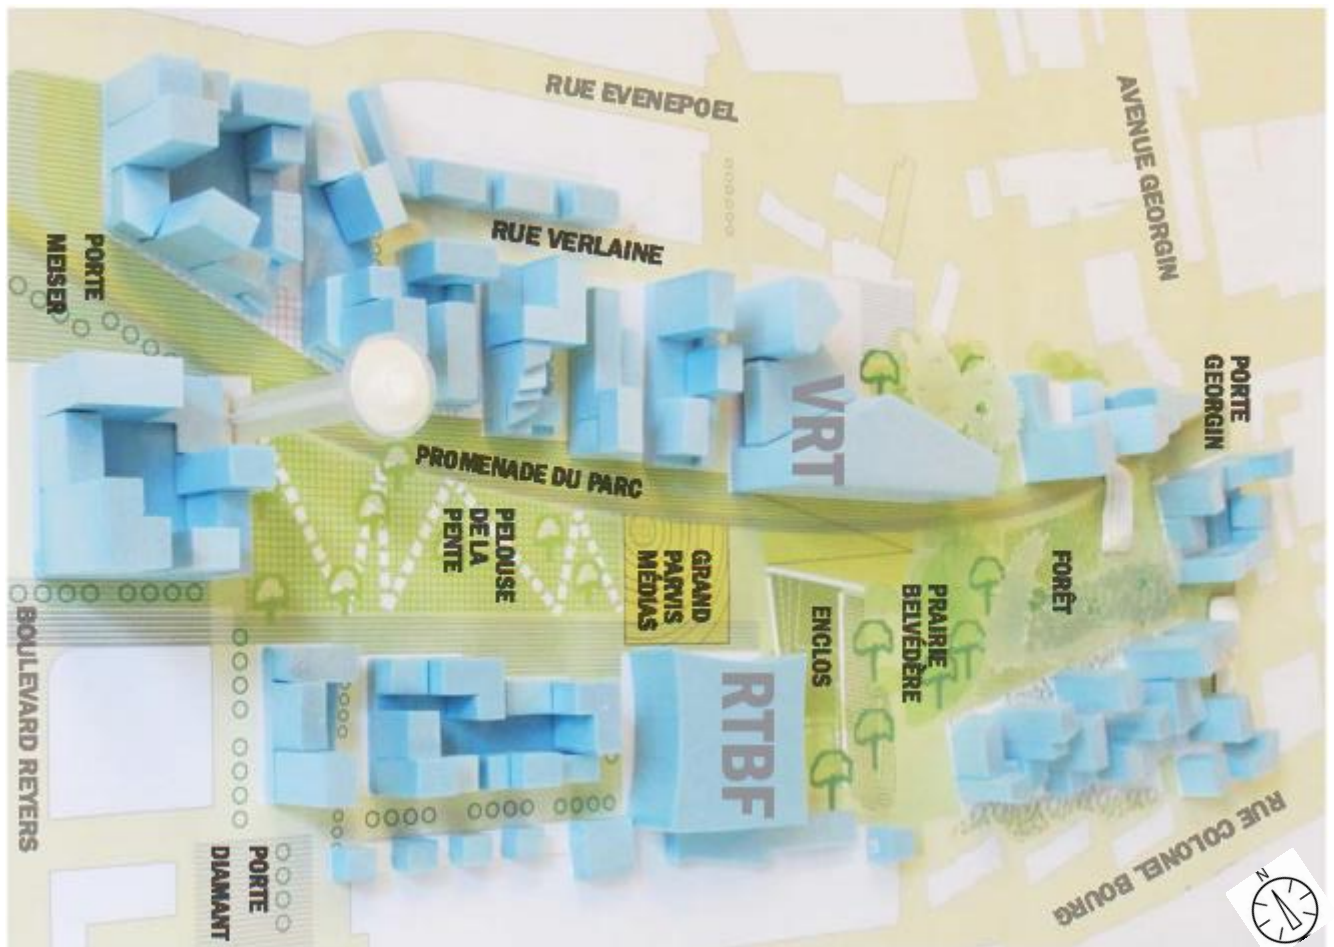 RUE EVENEPOEL
AVENUE GEORGIN
RUE VERLAINE
PORTE
MEISER
PORTE
GEORGIN
VRT
PROMENADE DU PARC
PELOUSE
DE LA
PENTE
GRAND
PARVIS
MÉDIAS
FORÊT
PRAIRIE
BELVÉDÈRE
ENCLOS
BOULEVARD REYERS
RTBF
PORTE
DIAMANT
RUE COLONEL BOURG
N